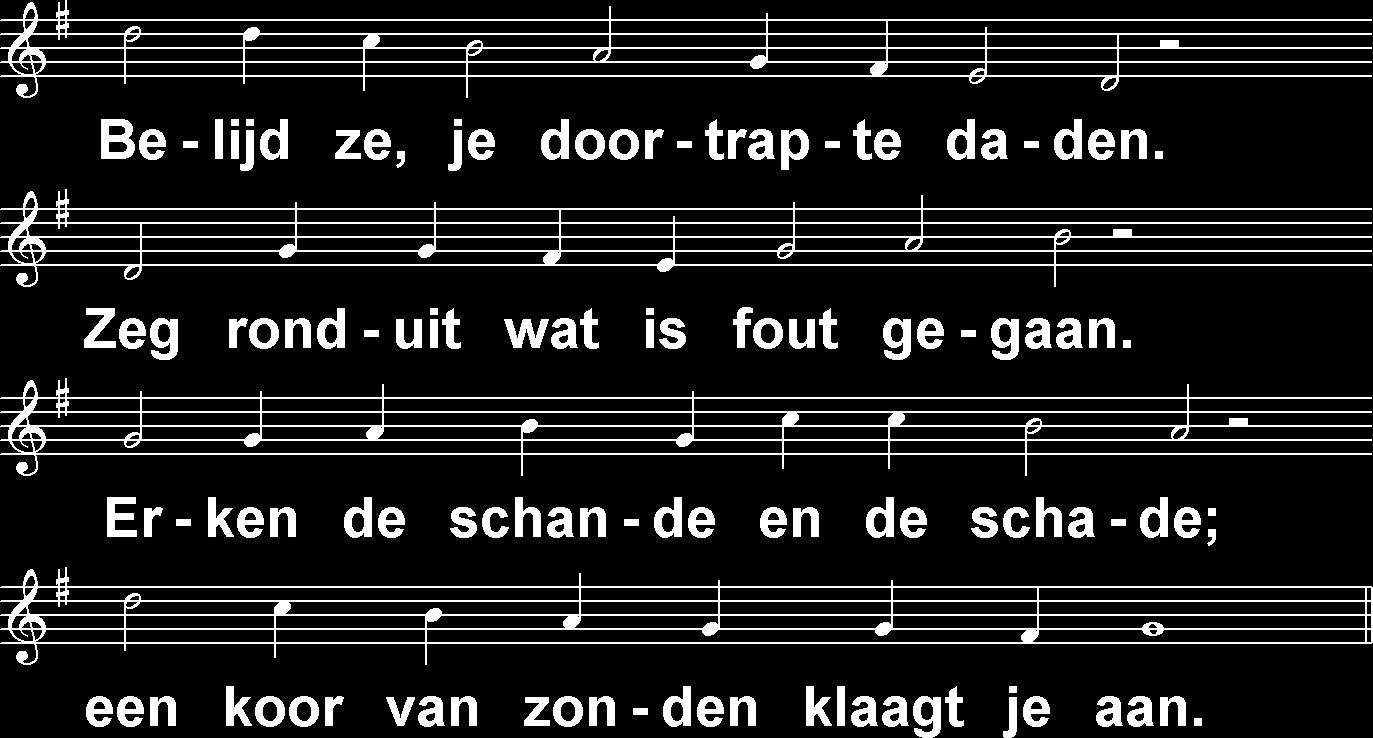 Be - lijd ze, je door - trap - te da - den.
Zeg rond - uit wat is fout ge - gaan.
Er - ken de schan - de en de scha - de;
een koor van zon - den klaagt je aan.